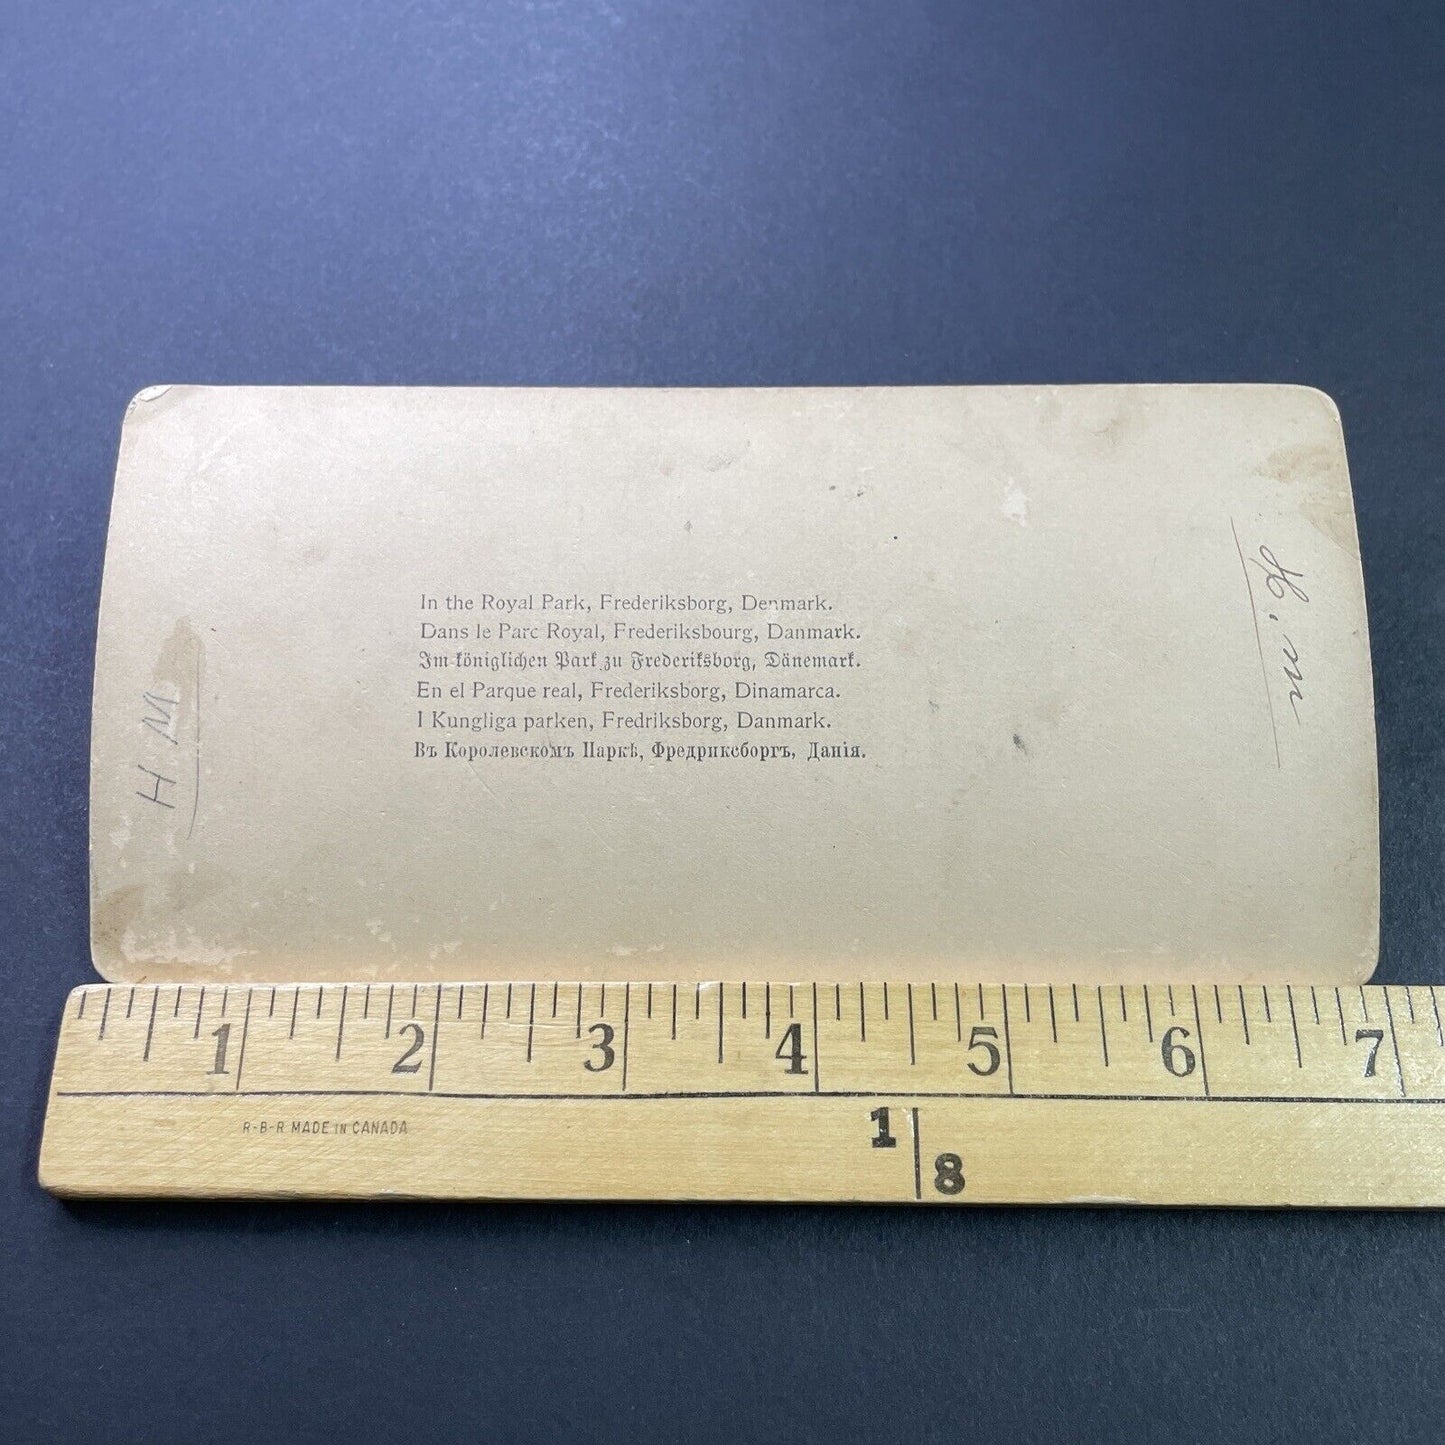 In the Royal Park, Frederiksborg, Denmark.
Dans le Parc Royal, Frederiksbourg, Danmark.
Im königlichen Park zu Frederiksborg, Dänemark.
En el Parque real, Frederiksborg, Dinamarca.
I Kungliga parken, Fredriksborg, Danmark.
Въ Королевскомъ Паркѣ, Фредриксборгъ, Данія.
H M
1 2 3 4 5 6 7
R-B-R MADE IN CANADA
1
8